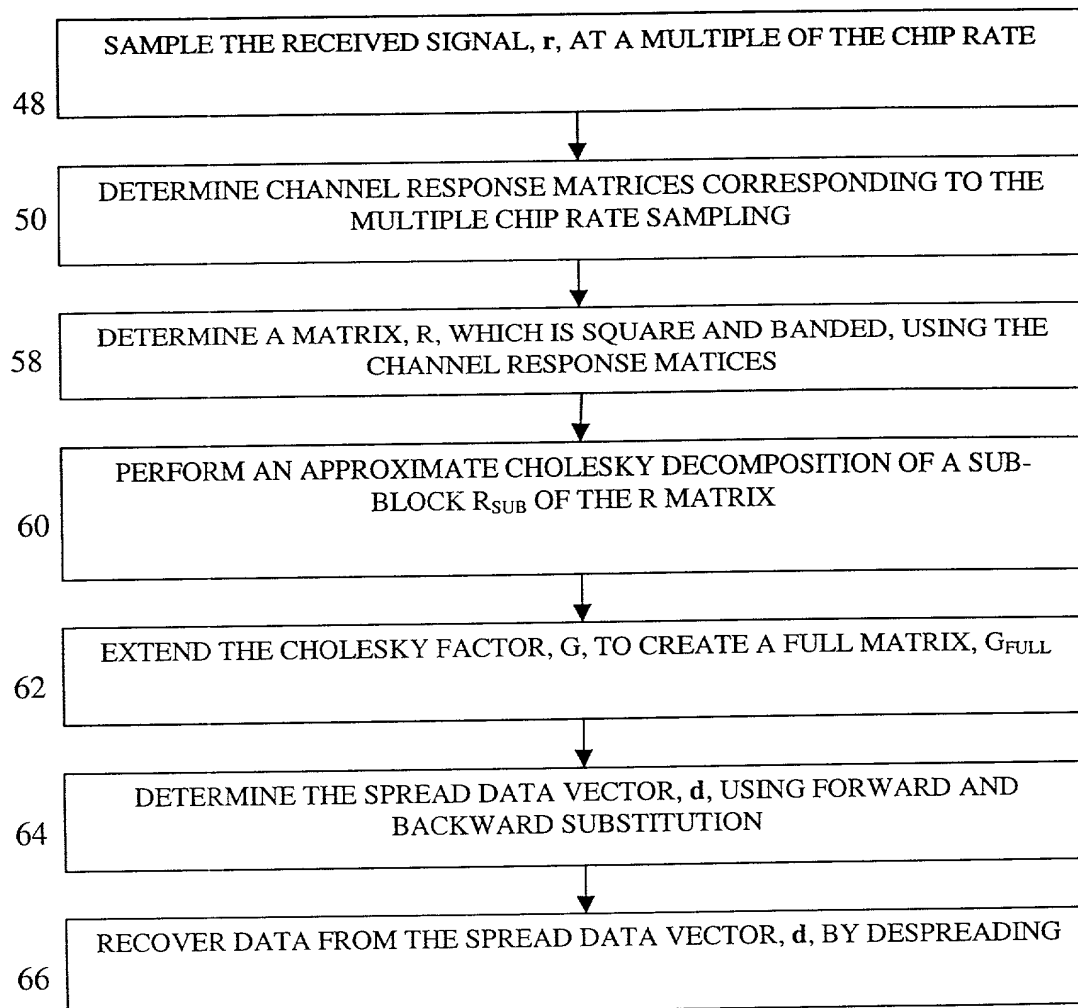 SAMPLE THE RECEIVED SIGNAL, r, AT A MULTIPLE OF THE CHIP RATE
48
DETERMINE CHANNEL RESPONSE MATRICES CORRESPONDING TO THE
MULTIPLE CHIP RATE SAMPLING
50
DETERMINE A MATRIX, R, WHICH IS SQUARE AND BANDED, USING THE
CHANNEL RESPONSE MATICES
58
PERFORM AN APPROXIMATE CHOLESKY DECOMPOSITION OF A SUB-
BLOCK RSUB OF THE R MATRIX
60
EXTEND THE CHOLESKY FACTOR, G, TO CREATE A FULL MATRIX, GFULL
62
DETERMINE THE SPREAD DATA VECTOR, d, USING FORWARD AND
BACKWARD SUBSTITUTION
64
RECOVER DATA FROM THE SPREAD DATA VECTOR, d, BY DESPREADING
66